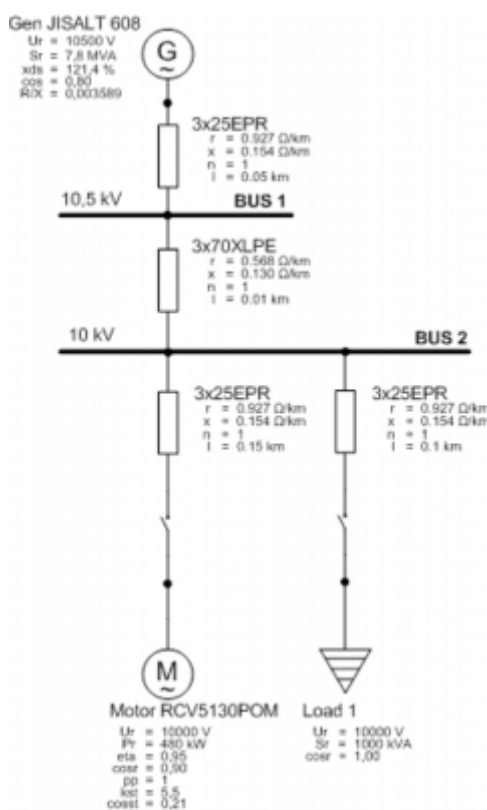 Gen JISALT 608
Ur = 10500 V
Sr = 7,8 MVA
xds = 121,4 %
cos = 0,80
R/X = 0,003589
G
~
3x25EPR
r = 0.927 Ω/km
x = 0.154 Ω/km
n = 1
l = 0.05 km
10,5 kV
BUS 1
3x70XLPE
r = 0.568 Ω/km
x = 0.130 Ω/km
n = 1
l = 0.01 km
10 kV
BUS 2
3x25EPR
r = 0.927 Ω/km
x = 0.154 Ω/km
n = 1
l = 0.15 km
3x25EPR
r = 0.927 Ω/km
x = 0.154 Ω/km
n = 1
l = 0.1 km
M
~
Motor RCV5130POM
Ur = 10000 V
Pr = 480 kW
eta = 0,95
cosr = 0,90
pp = 1
kst = 5,5
cosst = 0,21
Load 1
Ur = 10000 V
Sr = 1000 kVA
cosr = 1,00